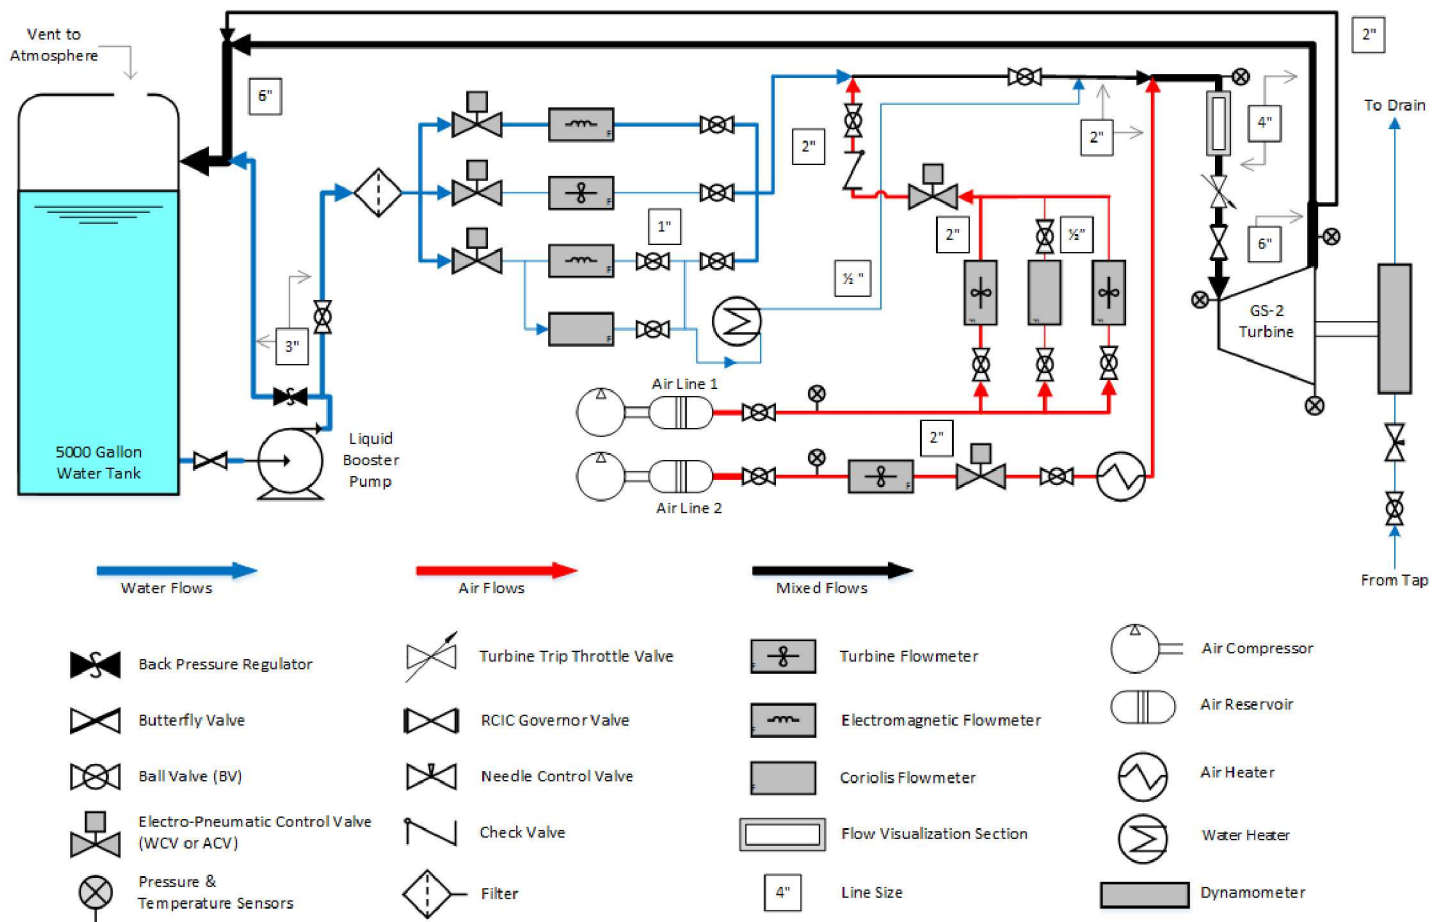 Vent to
Atmosphere
6"
2"
To Drain
4"
2"
2"
1"
2"
½"
6"
½ "
GS-2
Turbine
3"
Air Line 1
5000 Gallon
Water Tank
Liquid
Booster
Pump
2"
Air Line 2
From Tap
Water Flows
Air Flows
Mixed Flows
Back Pressure Regulator
Turbine Trip Throttle Valve
F
Turbine Flowmeter
Air Compressor
Butterfly Valve
RCIC Governor Valve
F
Electromagnetic Flowmeter
Air Reservoir
Ball Valve (BV)
Needle Control Valve
F
Coriolis Flowmeter
Air Heater
Electro-Pneumatic Control Valve
(WCV or ACV)
Check Valve
Flow Visualization Section
Water Heater
Pressure &
Temperature Sensors
Filter
4"
Line Size
Dynamometer